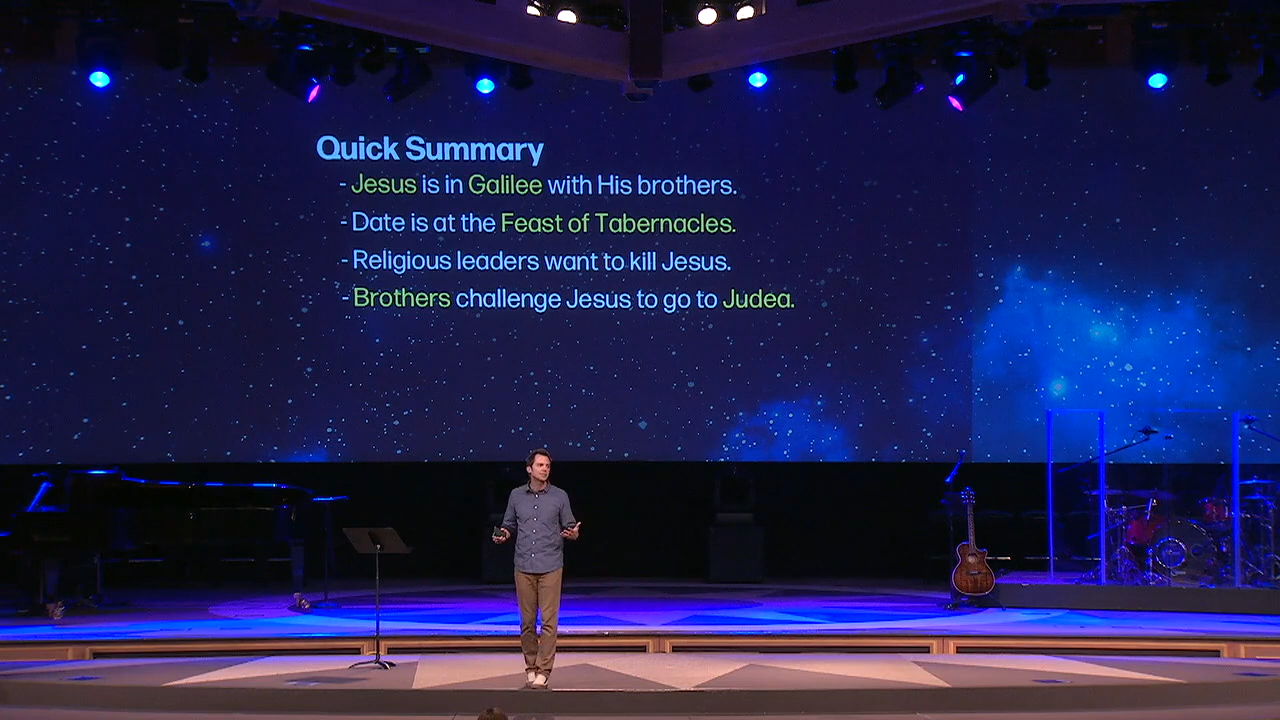 Quick Summary
- Jesus is in Galilee with His brothers.
- Date is at the Feast of Tabernacles.
- Religious leaders want to kill Jesus.
- Brothers challenge Jesus to go to Judea.